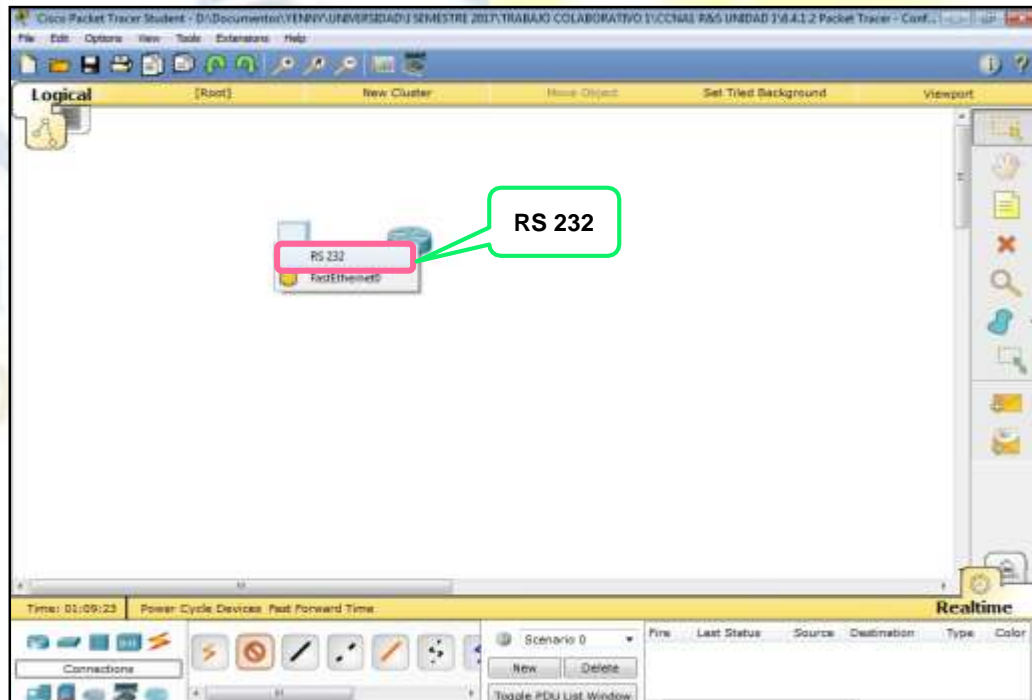 Cisco Packet Tracer Student - D:\Documentos\YENNY\UNIVERSIDAD\I SEMESTRE 2017\TRABAJO COLABORATIVO 1\CCNA1 R&S UNIDAD 1\6.4.1.2 Packet Tracer - Conf...
File Edit Options View Tools Extensions Help
Logical [Root] New Cluster Move Object Set Tiled Background Viewport
RS 232
RS 232
FastEthernet0
Time: 01:09:23 Power Cycle Devices Fast Forward Time Realtime
Scenario 0 Fire Last Status Source Destination Type Color
Connections New Delete
Toggle PDU List Window